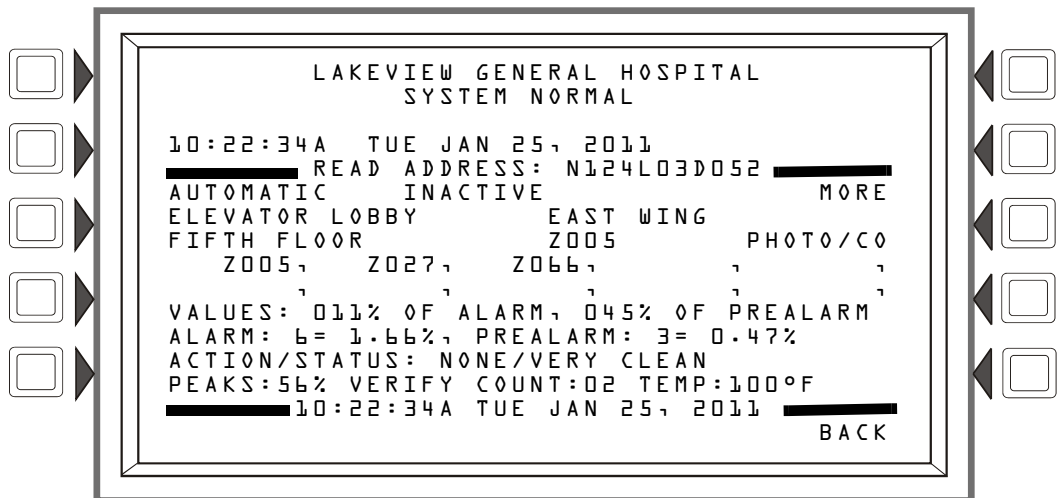 LAKEVIEW GENERAL HOSPITAL
SYSTEM NORMAL
10:22:34A TUE JAN 25, 2011
READ ADDRESS: N124L03D052
AUTOMATIC INACTIVE MORE
ELEVATOR LOBBY EAST WING
FIFTH FLOOR Z005 PHOTO/CO
Z005, Z027, Z066, , ,
, , , , ,
VALUES: 011% OF ALARM, 045% OF PREALARM
ALARM: 6= 1.66%, PREALARM: 3= 0.47%
ACTION/STATUS: NONE/VERY CLEAN
PEAKS:56% VERIFY COUNT:02 TEMP:100°F
10:22:34A TUE JAN 25, 2011
BACK